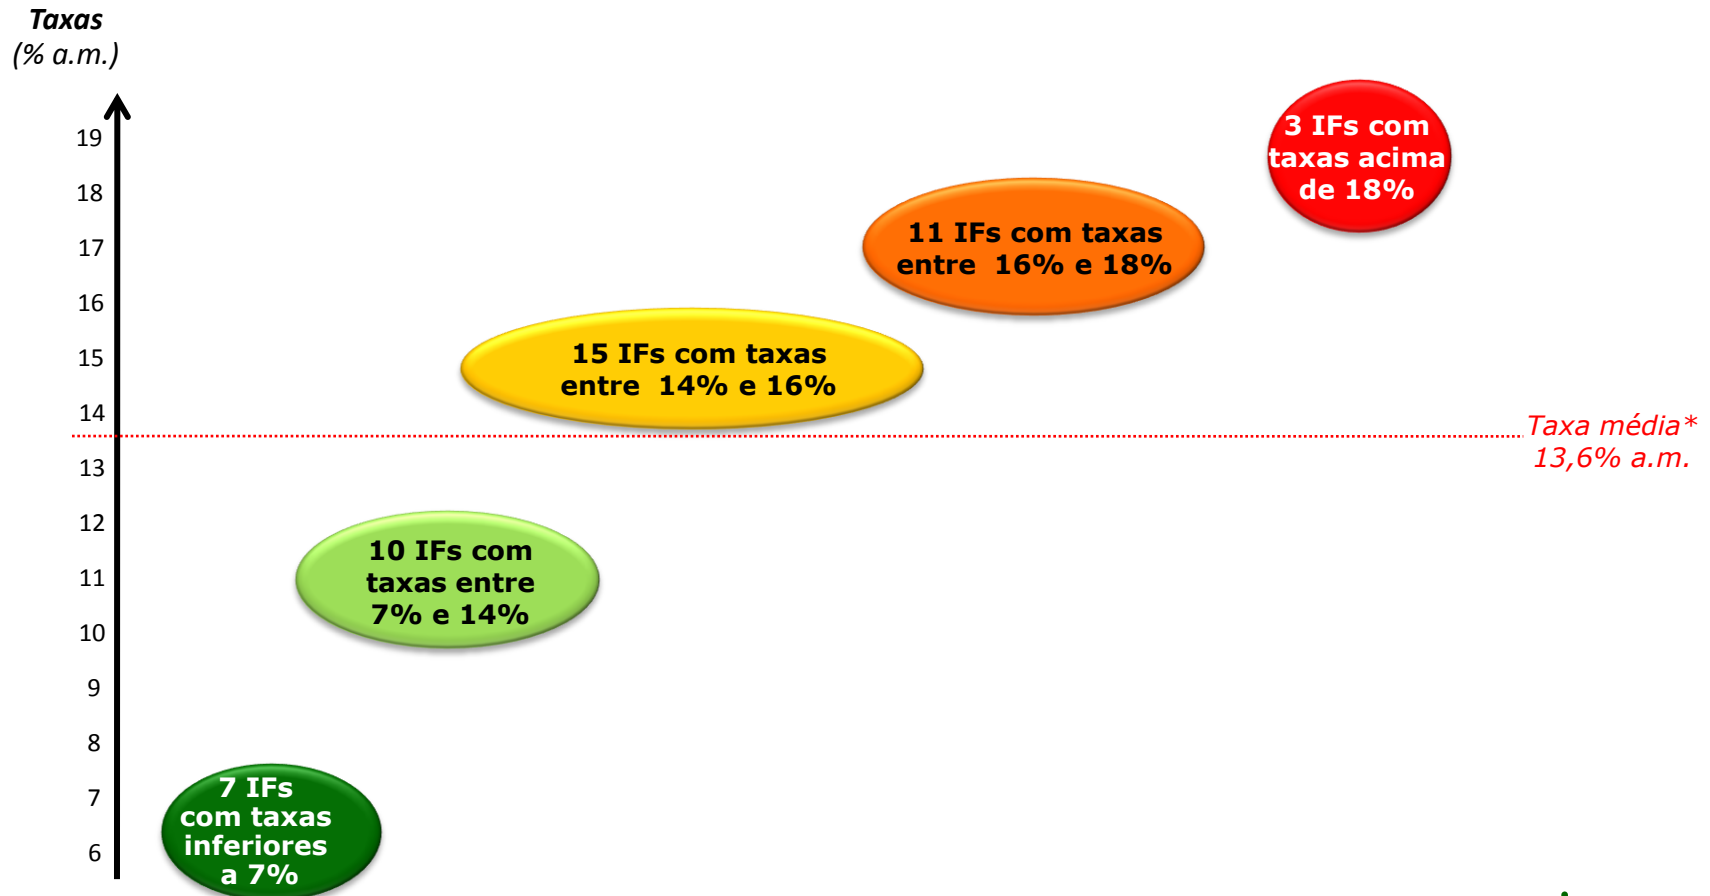 Taxas
(% a.m.)
19
18
17
16
15
14
13
12
11
10
9
8
7
6
3 IFs com
taxas acima
de 18%
11 IFs com taxas
entre  16% e 18%
15 IFs com taxas
entre  14% e 16%
Taxa média*
13,6% a.m.
10 IFs com
taxas entre
7% e 14%
7 IFs
com taxas
inferiores
a 7%